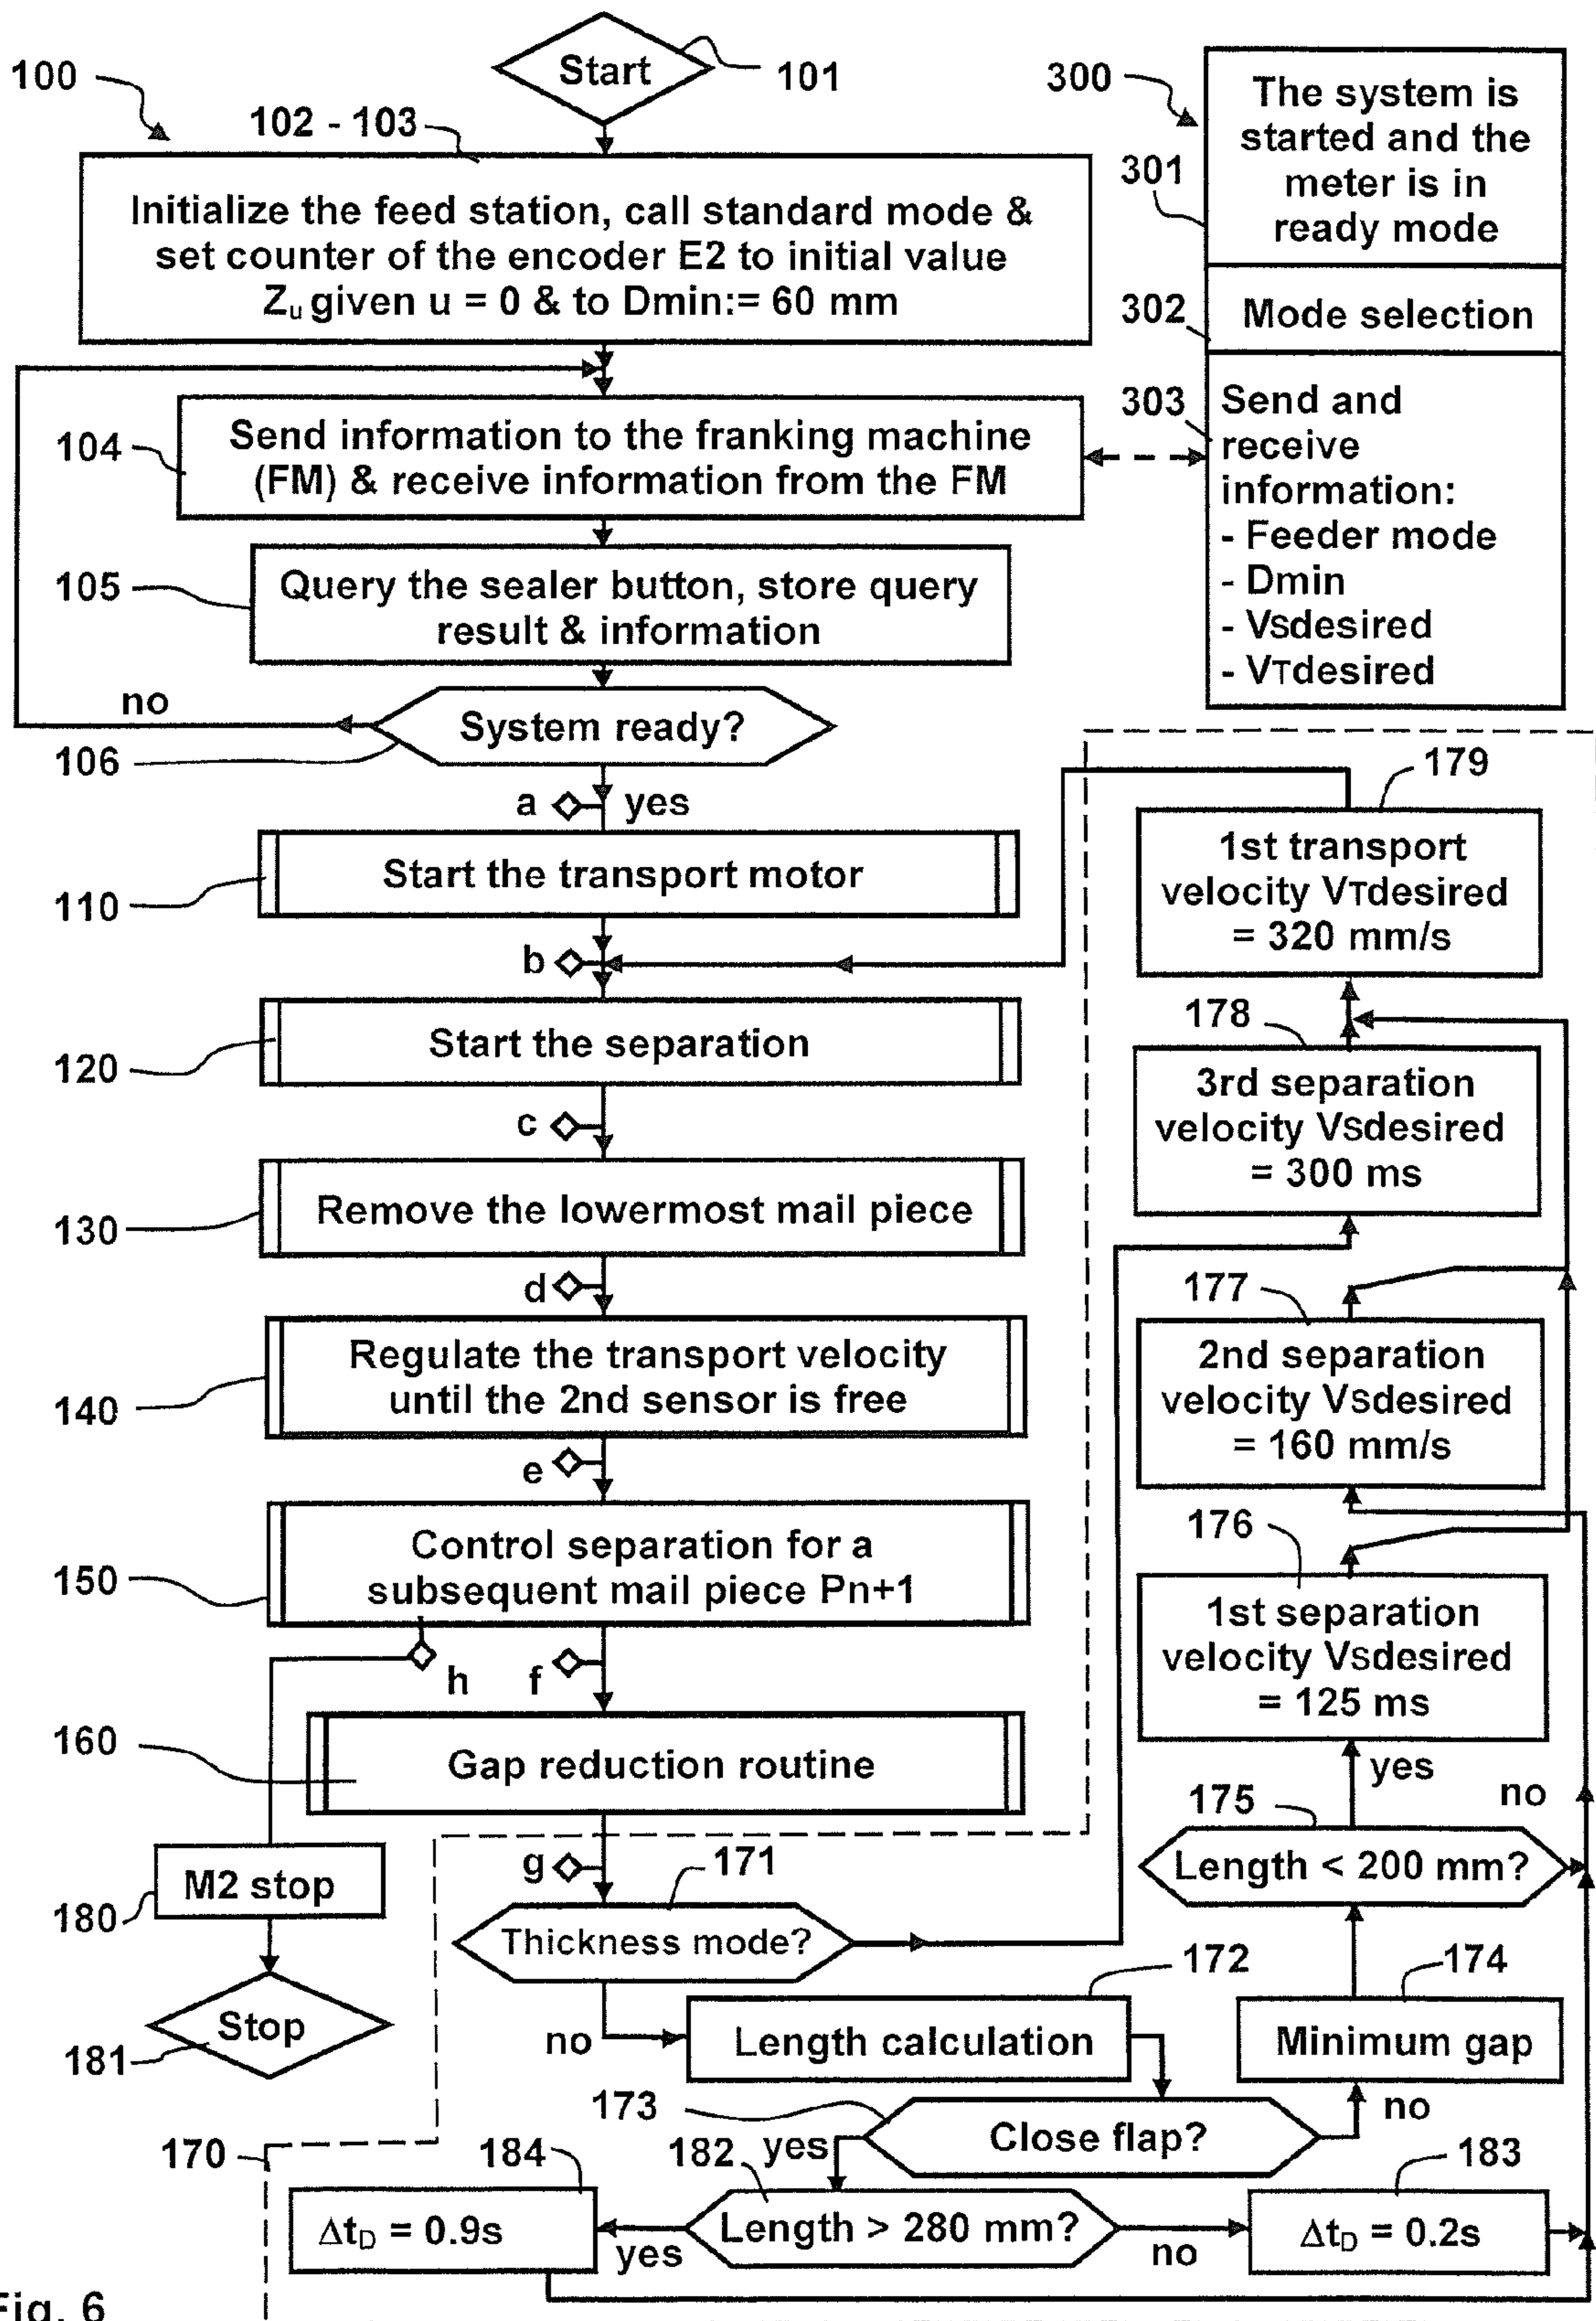 Start
101
100
102 - 103
Initialize the feed station, call standard mode &
set counter of the encoder E2 to initial value
Zu given u = 0 & to Dmin:= 60 mm
300
301
The system is
started and the
meter is in
ready mode
302
Mode selection
303
Send and
receive
information:
- Feeder mode
- Dmin
- VSdesired
- VTdesired
104
Send information to the franking machine
(FM) & receive information from the FM
105
Query the sealer button, store query
result & information
no
System ready?
106
a
yes
110
Start the transport motor
b
120
Start the separation
c
130
Remove the lowermost mail piece
d
140
Regulate the transport velocity
until the 2nd sensor is free
e
150
Control separation for a
subsequent mail piece Pn+1
h
f
160
Gap reduction routine
180
M2 stop
Stop
181
179
1st transport
velocity VTdesired
= 320 mm/s
178
3rd separation
velocity VSdesired
= 300 ms
177
2nd separation
velocity VSdesired
= 160 mm/s
176
1st separation
velocity VSdesired
= 125 ms
yes
no
175
Length < 200 mm?
g
171
Thickness mode?
no
172
Length calculation
174
Minimum gap
no
173
Close flap?
yes
170
184
ΔtD = 0.9s
182
Length > 280 mm?
yes
no
183
ΔtD = 0.2s
Fig. 6